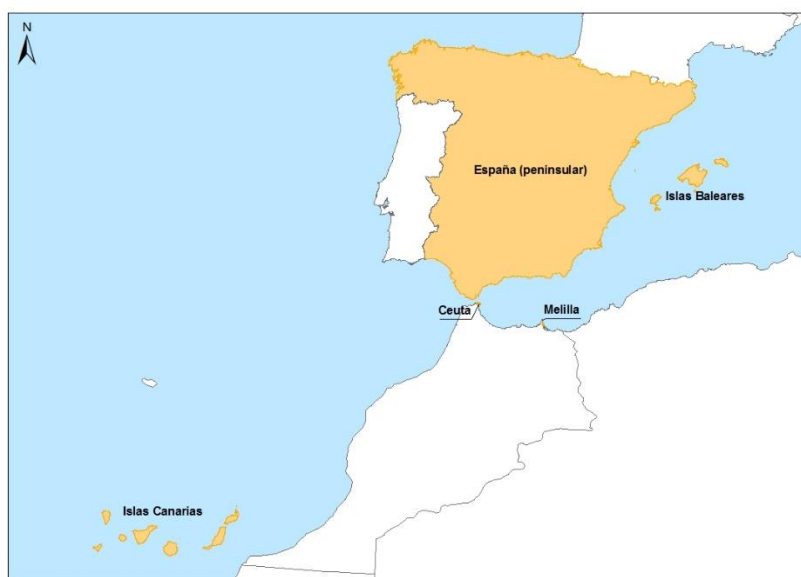 N
España (peninsular)
Islas Baleares
Ceuta
Melilla
Islas Canarias